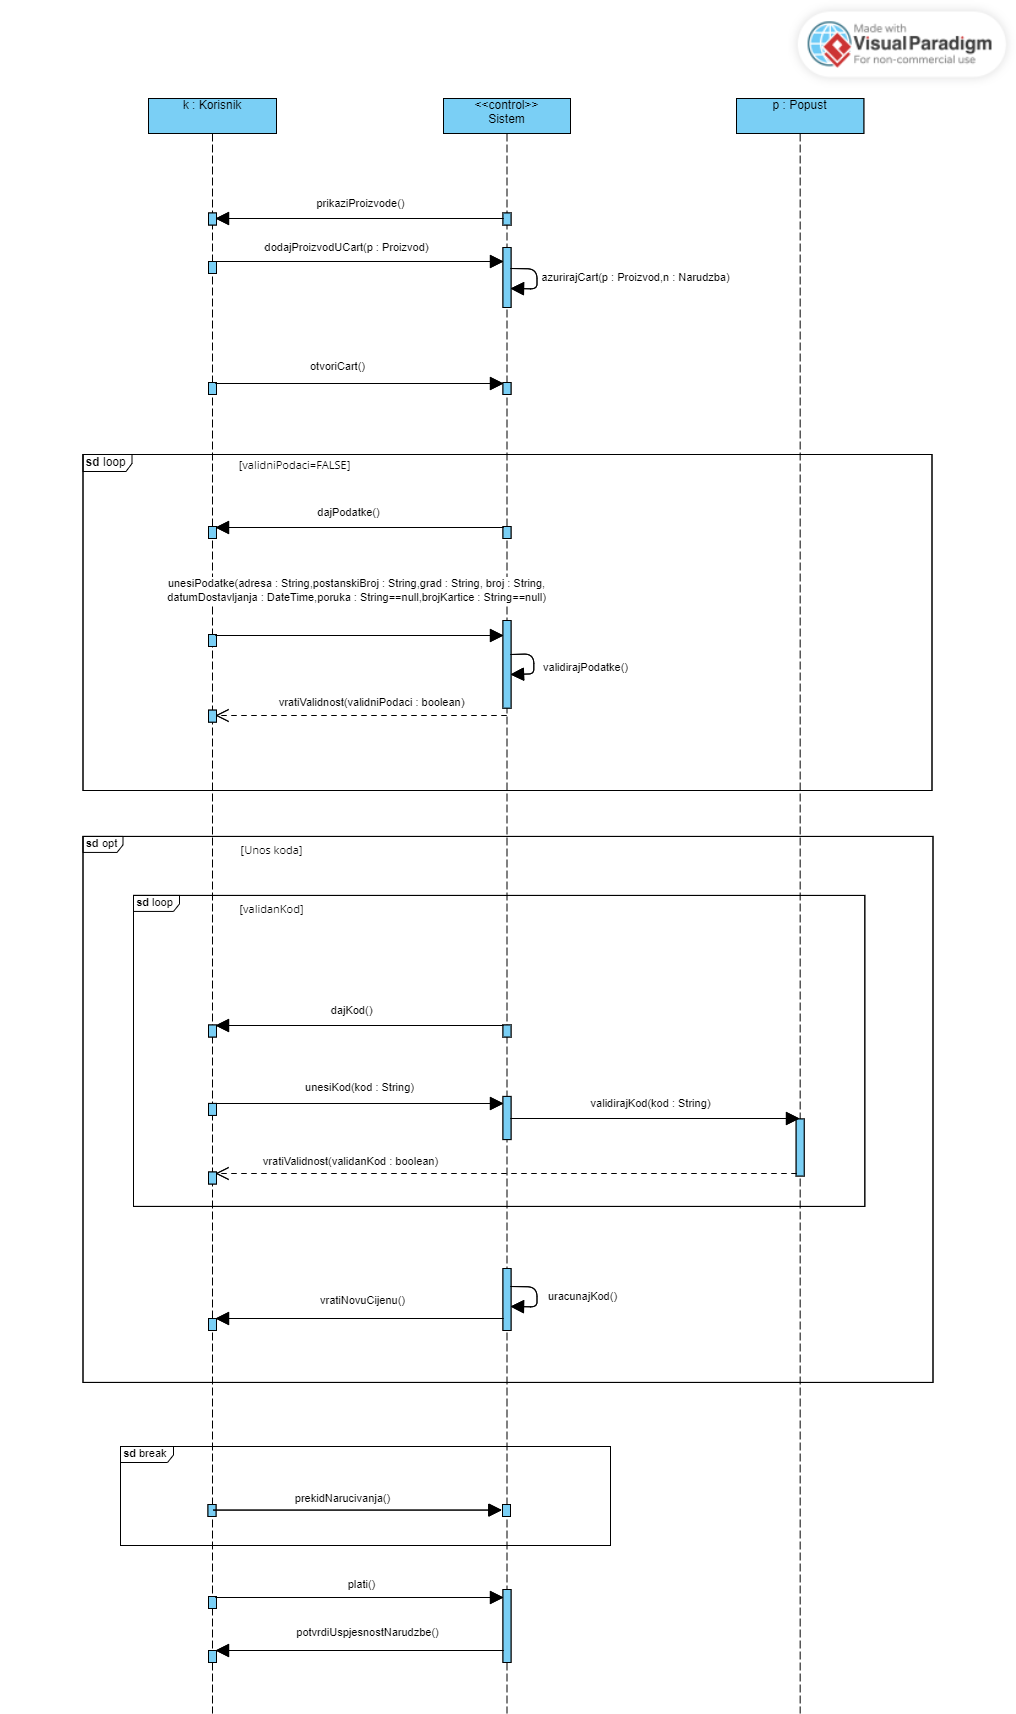 Made with
VisualParadigm
For non-commercial use
k : Korisnik
<<control>>
Sistem
p : Popust
prikaziProizvode()
dodajProizvodUCart(p : Proizvod)
azurirajCart(p : Proizvod,n : Narudzba)
otvoriCart()
sd loop
[validniPodaci=FALSE]
dajPodatke()
unesiPodatke(adresa : String,postanskiBroj : String,grad : String, broj : String,
datumDostavljanja : DateTime,poruka : String==null,brojKartice : String==null)
validirajPodatke()
vratiValidnost(validniPodaci : boolean)
sd opt
[Unos koda]
sd loop
[validanKod]
dajKod()
unesiKod(kod : String)
validirajKod(kod : String)
vratiValidnost(validanKod : boolean)
uracunajKod()
vratiNovuCijenu()
sd break
prekidNarucivanja()
plati()
potvrdiUspjesnostNarudzbe()